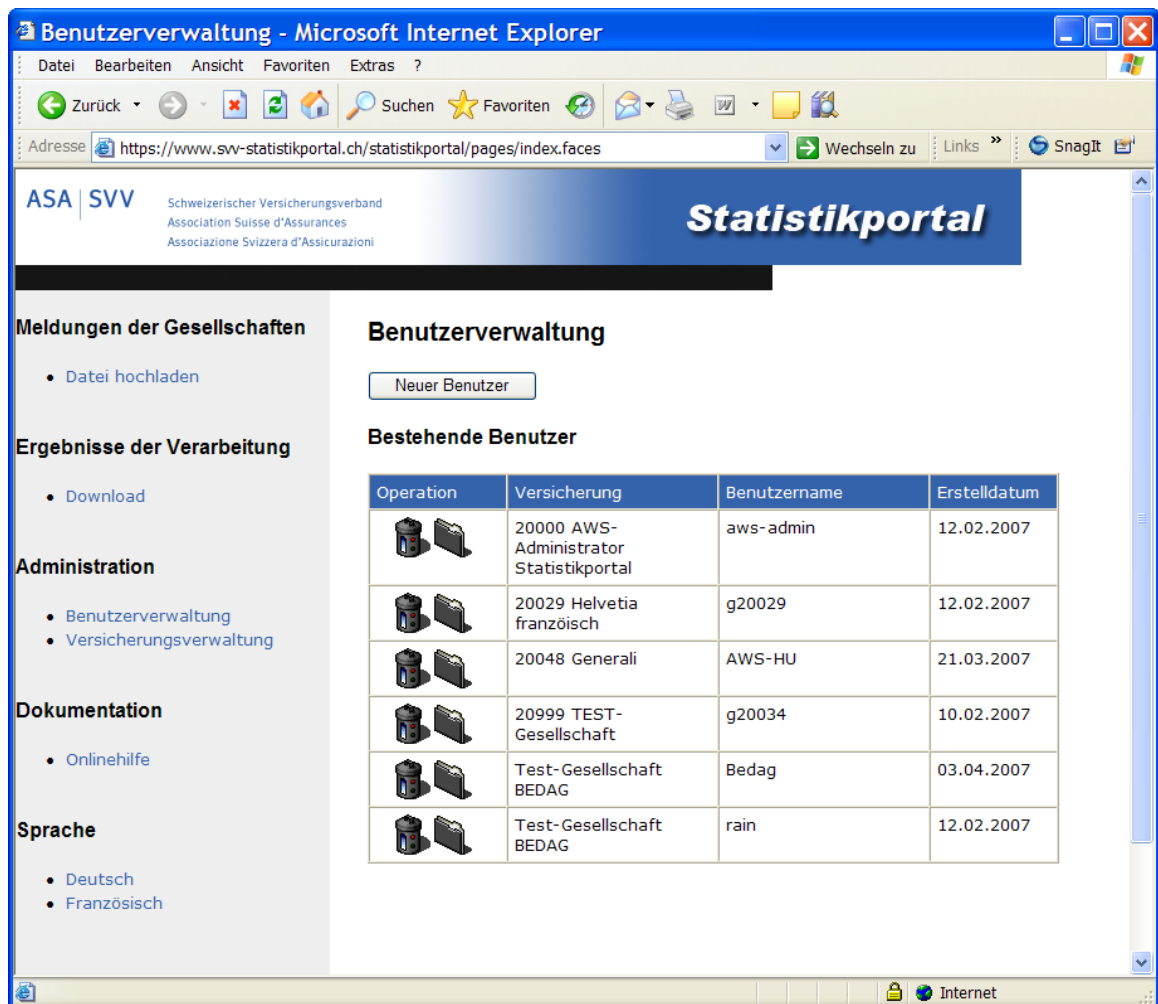 Benutzerverwaltung - Microsoft Internet Explorer
Datei Bearbeiten Ansicht Favoriten Extras ?
Zurück Suchen Favoriten
Adresse https://www.svv-statistikportal.ch/statistikportal/pages/index.faces Wechseln zu Links » SnagIt
ASA | SVV
Schweizerischer Versicherungsverband
Association Suisse d'Assurances
Associazione Svizzera d'Assicurazioni
Statistikportal
Meldungen der Gesellschaften
• Datei hochladen
Ergebnisse der Verarbeitung
• Download
Administration
• Benutzerverwaltung
• Versicherungsverwaltung
Dokumentation
• Onlinehilfe
Sprache
• Deutsch
• Französisch
Benutzerverwaltung
Neuer Benutzer
Bestehende Benutzer
Operation Versicherung Benutzername Erstelldatum
20000 AWS- aws-admin 12.02.2007
Administrator
Statistikportal
20029 Helvetia g20029 12.02.2007
franzöisch
20048 Generali AWS-HU 21.03.2007
20999 TEST- g20034 10.02.2007
Gesellschaft
Test-Gesellschaft Bedag 03.04.2007
BEDAG
Test-Gesellschaft rain 12.02.2007
BEDAG
Internet